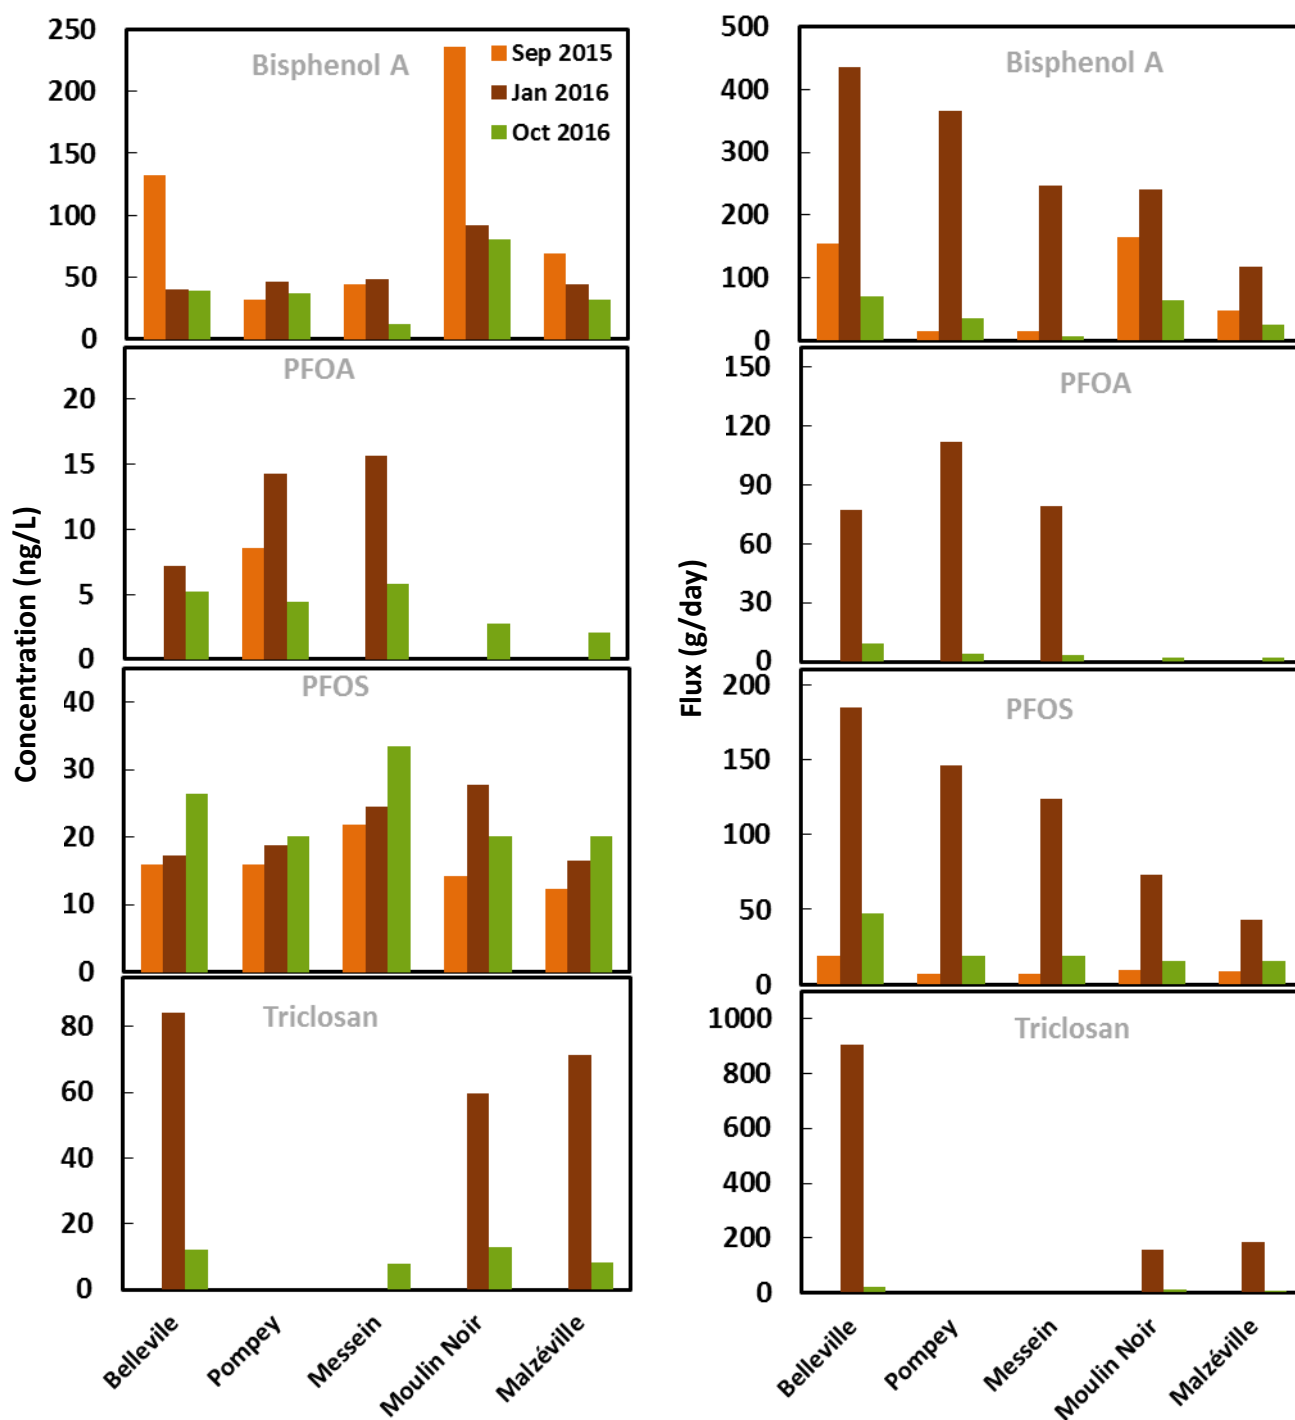 Concentration (ng/L)
250
200
150
100
50
0
Bisphenol A
Sep 2015
Jan 2016
Oct 2016
20
15
10
5
0
PFOA
40
30
20
10
0
PFOS
80
60
40
20
0
Triclosan
Bellevile
Pompey
Messein
Moulin Noir
Malzéville
Flux (g/day)
500
400
300
200
100
0
Bisphenol A
150
120
90
60
30
0
PFOA
200
150
100
50
0
PFOS
1000
800
600
400
200
0
Triclosan
Belleville
Pompey
Messein
Moulin Noir
Malzéville